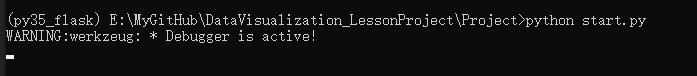 (py35_flask) E:\MyGitHub\DataVisualization_LessonProject\Project>python start.py
WARNING:werkzeug: * Debugger is active!